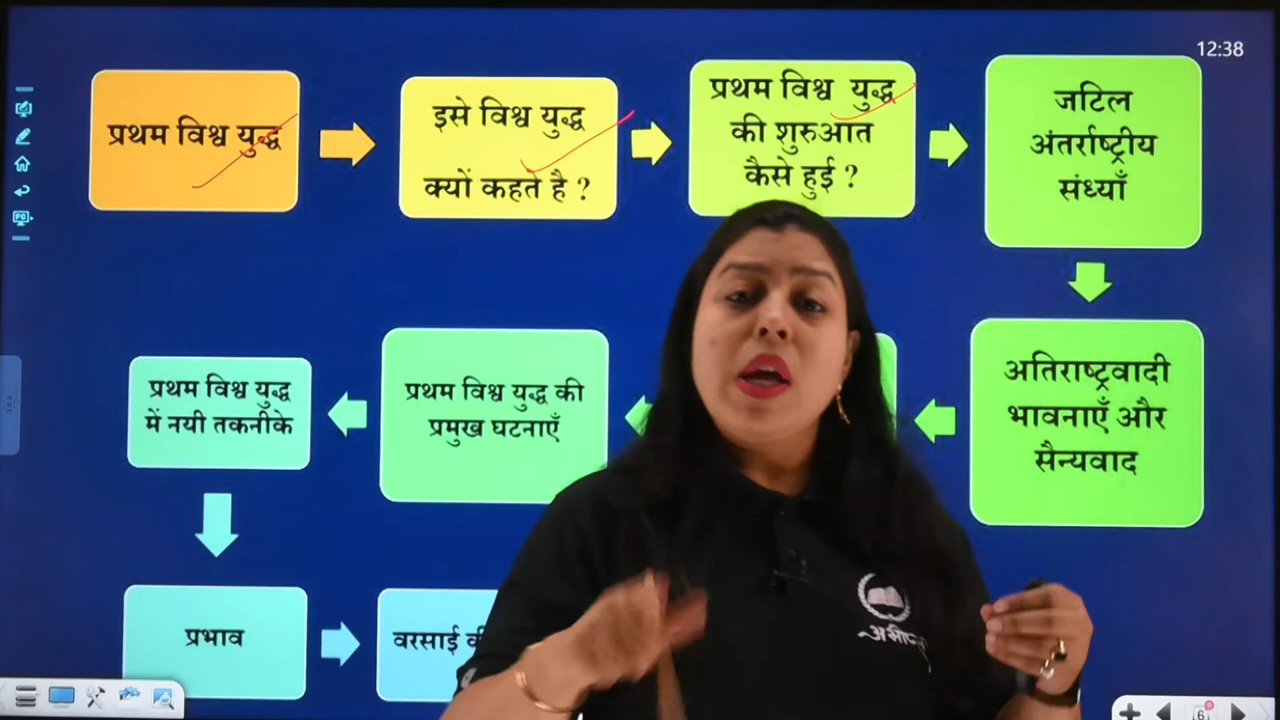 12:38
प्रथम विश्व युद्ध
इसे विश्व युद्ध
क्यों कहते है ?
प्रथम विश्व युद्ध
की शुरुआत
कैसे हुई ?
जटिल
अंतर्राष्ट्रीय
संध्याँ
अतिराष्ट्रवादी
भावनाएँ और
सैन्यवाद
प्रथम विश्व युद्ध की
प्रमुख घटनाएँ
प्रथम विश्व युद्ध
में नयी तकनीके
प्रभाव
वरसाई